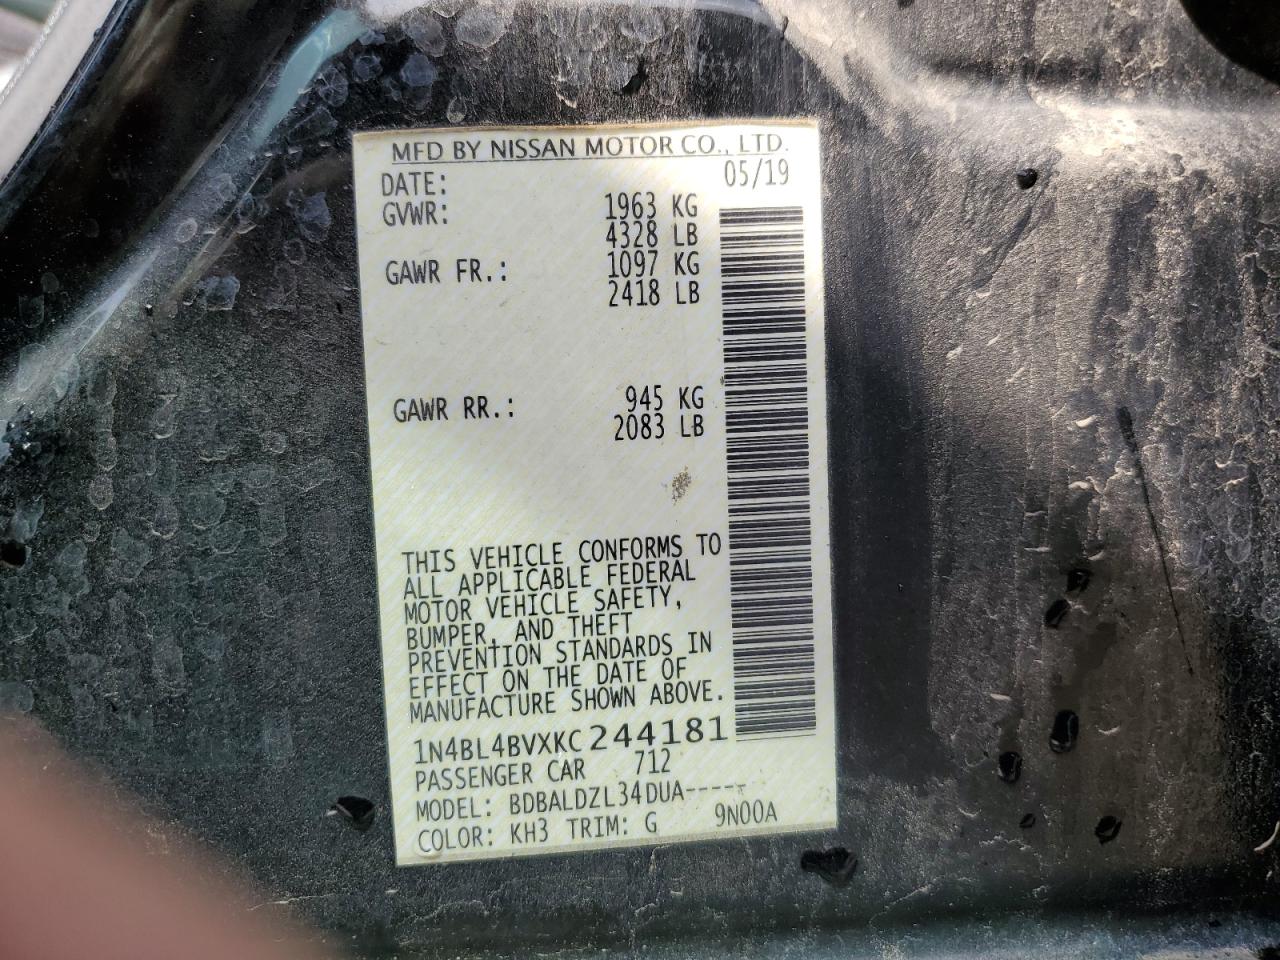 MFD BY NISSAN MOTOR CO., LTD.
DATE: 05/19
GVWR: 1963 KG
4328 LB
GAWR FR.: 1097 KG
2418 LB
GAWR RR.: 945 KG
2083 LB
THIS VEHICLE CONFORMS TO
ALL APPLICABLE FEDERAL
MOTOR VEHICLE SAFETY,
BUMPER, AND THEFT
PREVENTION STANDARDS IN
EFFECT ON THE DATE OF
MANUFACTURE SHOWN ABOVE.
1N4BL4BVXKC244181
PASSENGER CAR 712
MODEL: BDBALDZL34DUA-----
COLOR: KH3 TRIM: G 9N00A